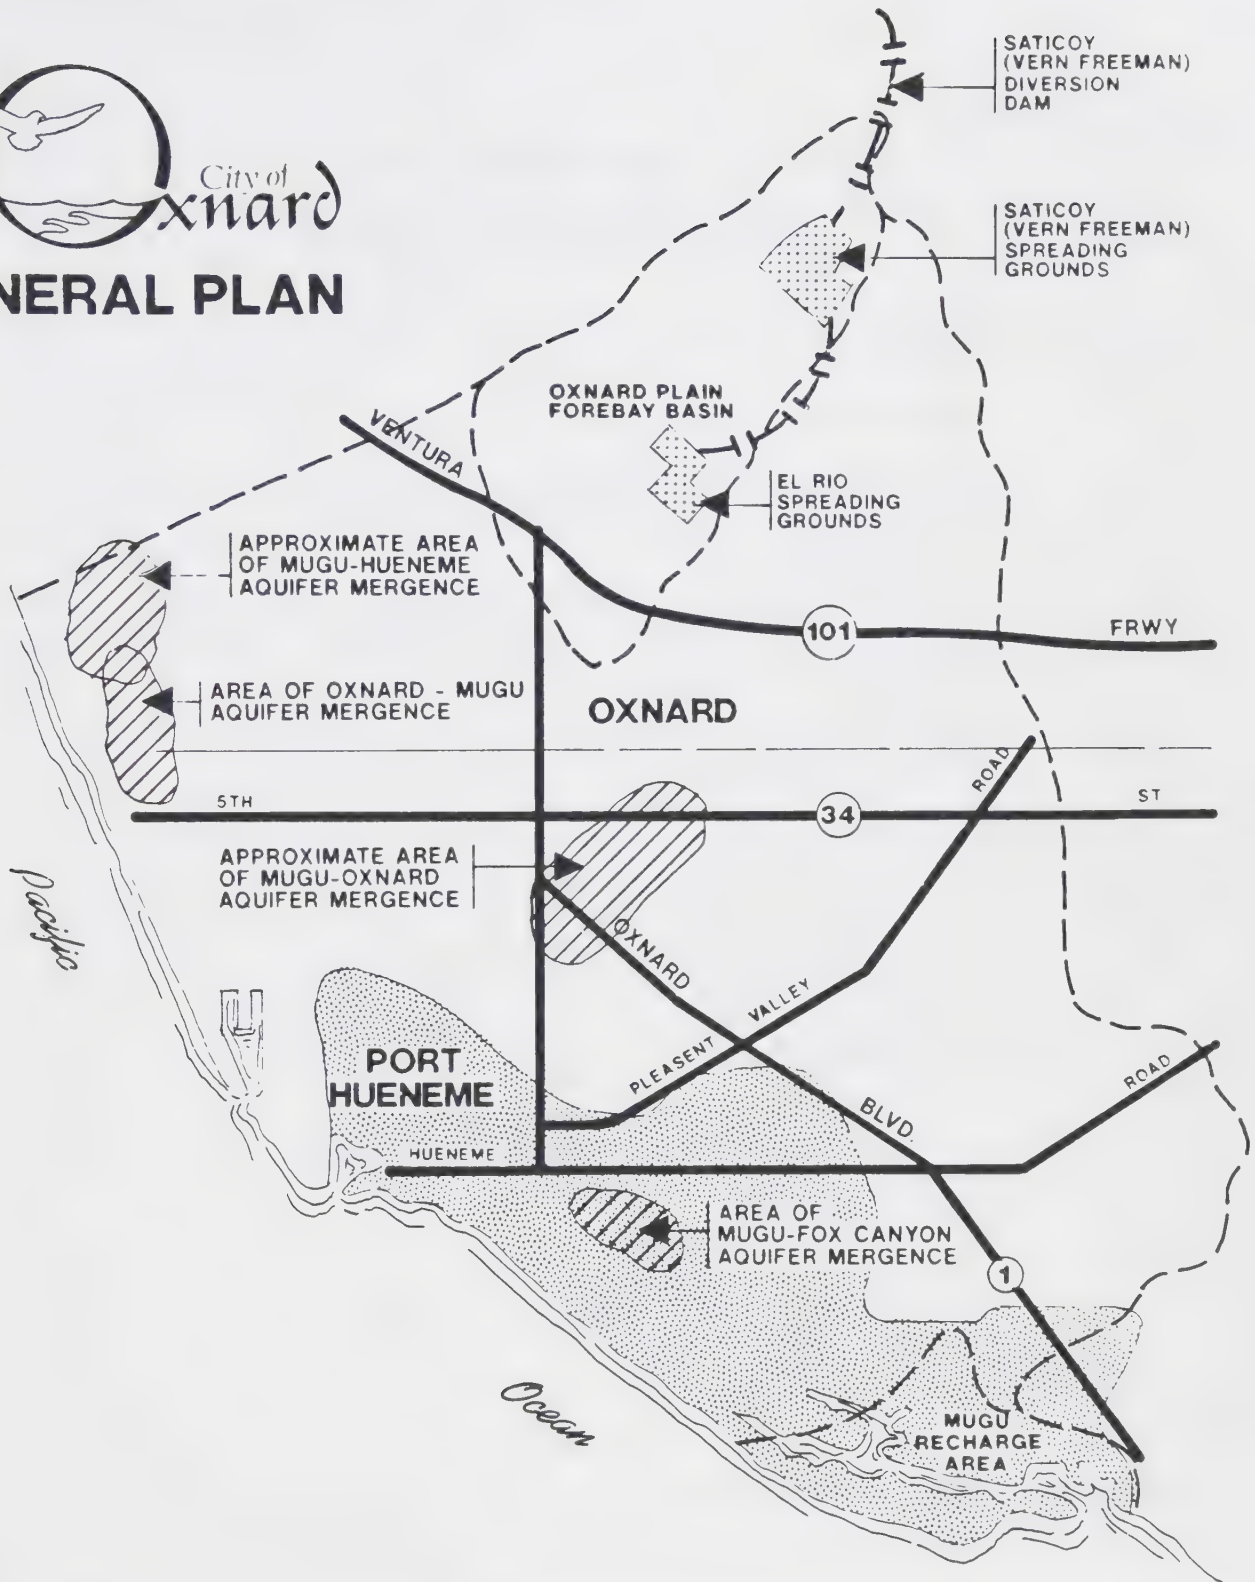 City of
Oxnard
NERAL PLAN
SATICOY
(VERN FREEMAN)
DIVERSION
DAM
SATICOY
(VERN FREEMAN)
SPREADING
GROUNDS
OXNARD PLAIN
FOREBAY BASIN
VENTURA
EL RIO
SPREADING
GROUNDS
APPROXIMATE AREA
OF MUGU-HUENEME
AQUIFER MERGENCE
101
FRWY
AREA OF OXNARD - MUGU
AQUIFER MERGENCE
OXNARD
ROAD
5TH
34
ST
APPROXIMATE AREA
OF MUGU-OXNARD
AQUIFER MERGENCE
Pacific
OXNARD
VALLEY
PLEASENT
PORT
HUENEME
ROAD
BLVD.
HUENEME
AREA OF
MUGU-FOX CANYON
AQUIFER MERGENCE
1
Ocean
MUGU
RECHARGE
AREA